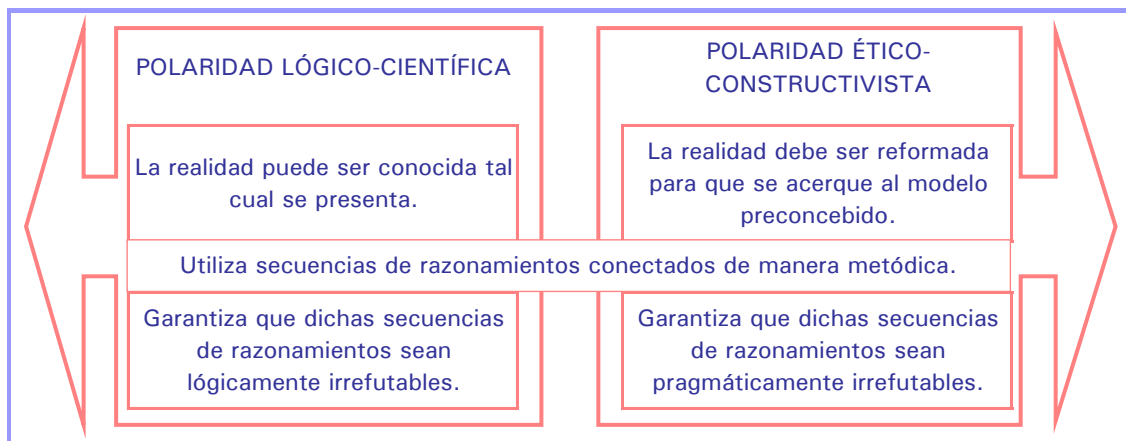 POLARIDAD LÓGICO-CIENTÍFICA
POLARIDAD ÉTICO-
CONSTRUCTIVISTA
La realidad puede ser conocida tal
cual se presenta.
La realidad debe ser reformada
para que se acerque al modelo
preconcebido.
Utiliza secuencias de razonamientos conectados de manera metódica.
Garantiza que dichas secuencias
de razonamientos sean
lógicamente irrefutables.
Garantiza que dichas secuencias
de razonamientos sean
pragmáticamente irrefutables.